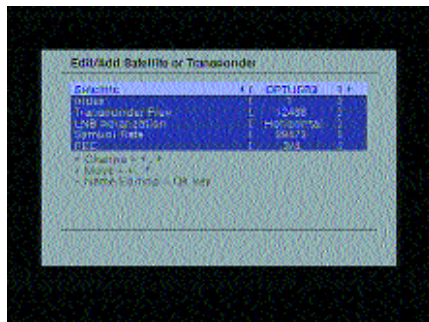 Edit/Add Satellite or Transponder
Satellite OPTUSB3
Index 1
Transponder Freq
LNB Polarization [ Horizontal ]
Symbol Rate
FEC [ 3/4 ]
* Change =
* Move =
* Name Editing = OK key